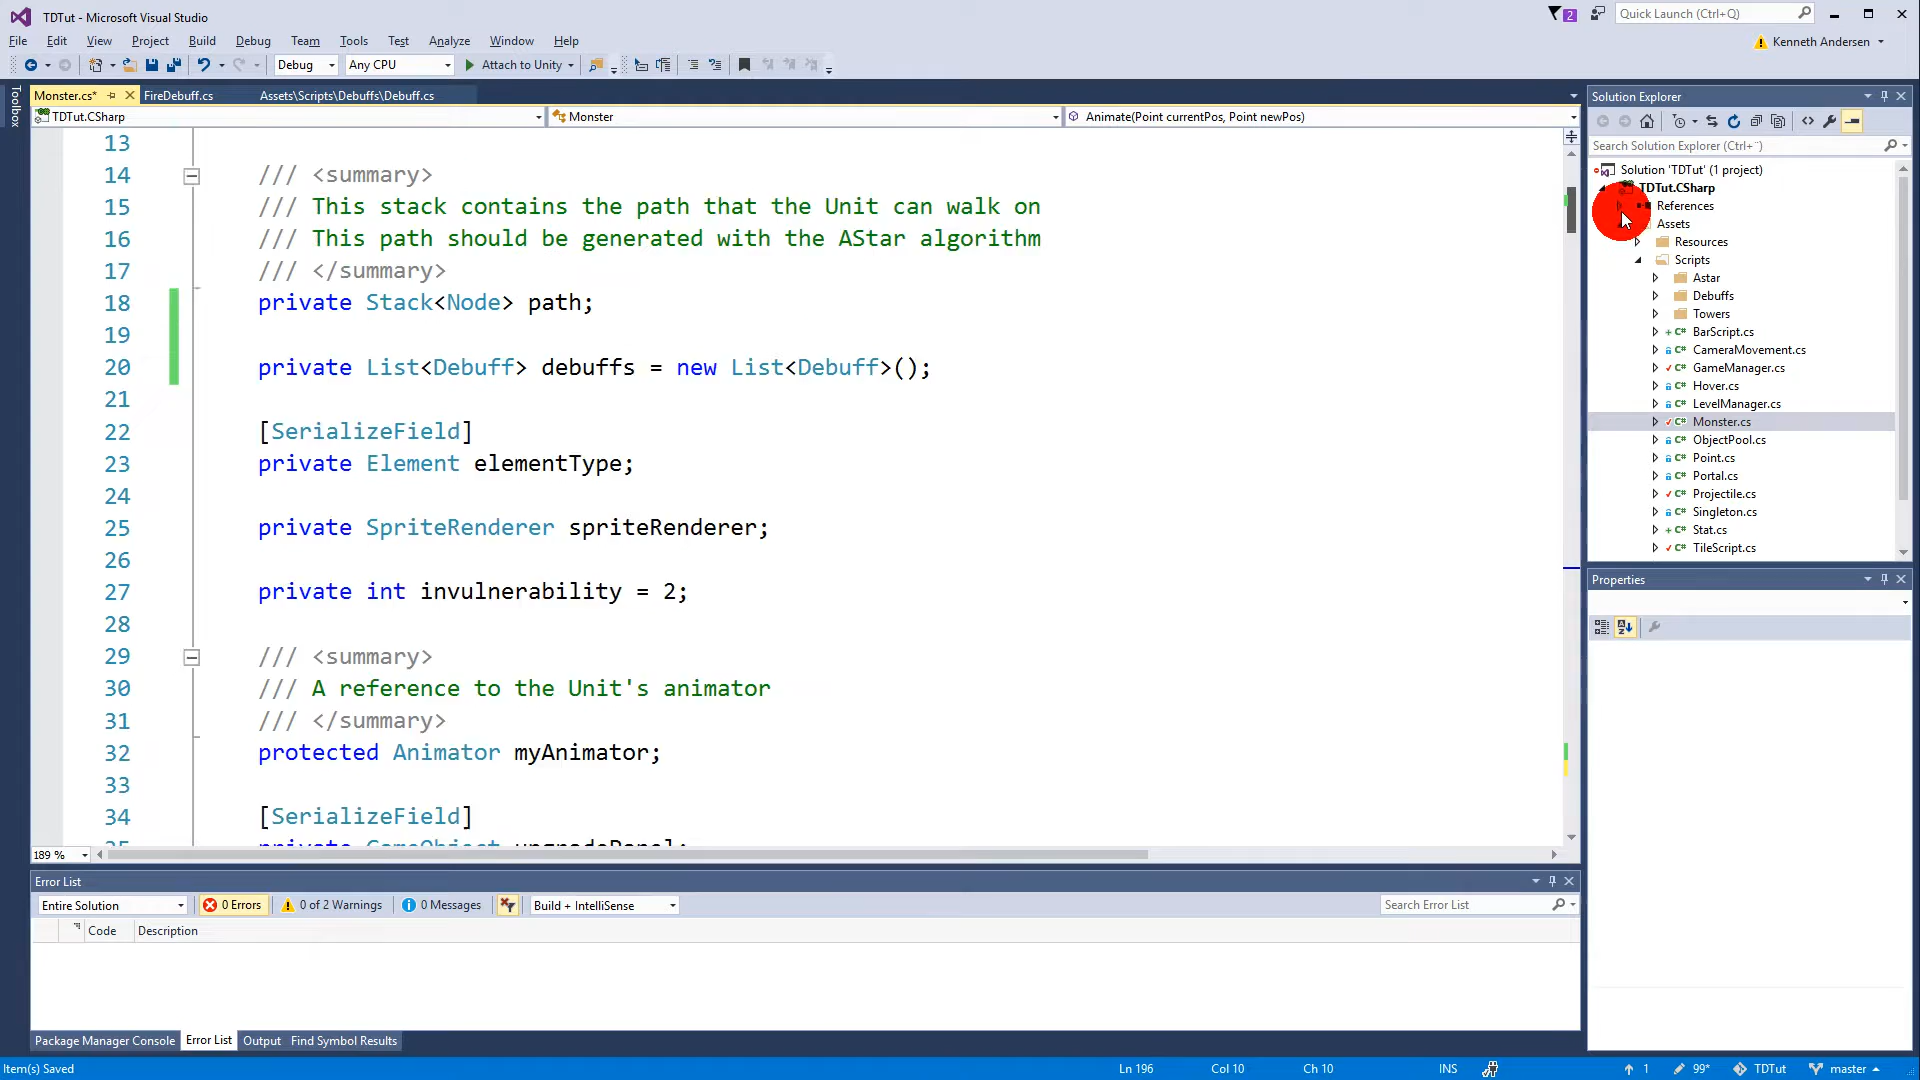 TDTut - Microsoft Visual Studio
2
Quick Launch (Ctrl+Q)
File Edit View Project Build Debug Team Tools Test Analyze Window Help
Kenneth Andersen
Debug Any CPU Attach to Unity
Toolbox
Monster.cs* FireDebuff.cs Assets\Scripts\Debuffs\Debuff.cs
TDTut.CSharp Monster Animate(Point currentPos, Point newPos)
13
14 /// <summary>
15 /// This stack contains the path that the Unit can walk on
16 /// This path should be generated with the AStar algorithm
17 /// </summary>
18 private Stack<Node> path;
19
20 private List<Debuff> debuffs = new List<Debuff>();
21
22 [SerializeField]
23 private Element elementType;
24
25 private SpriteRenderer spriteRenderer;
26
27 private int invulnerability = 2;
28
29 /// <summary>
30 /// A reference to the Unit's animator
31 /// </summary>
32 protected Animator myAnimator;
33
34 [SerializeField]
35 private GameObject upgradePanel;
189 %
Solution Explorer
Search Solution Explorer (Ctrl+¨)
Solution 'TDTut' (1 project)
TDTut.CSharp
References
Assets
Resources
Scripts
Astar
Debuffs
Towers
BarScript.cs
CameraMovement.cs
GameManager.cs
Hover.cs
LevelManager.cs
Monster.cs
ObjectPool.cs
Point.cs
Portal.cs
Projectile.cs
Singleton.cs
Stat.cs
TileScript.cs
Properties
Error List
Entire Solution 0 Errors 0 of 2 Warnings 0 Messages Build + IntelliSense Search Error List
Code Description
Package Manager Console Error List Output Find Symbol Results
Item(s) Saved Ln 196 Col 10 Ch 10 INS 1 99* TDTut master